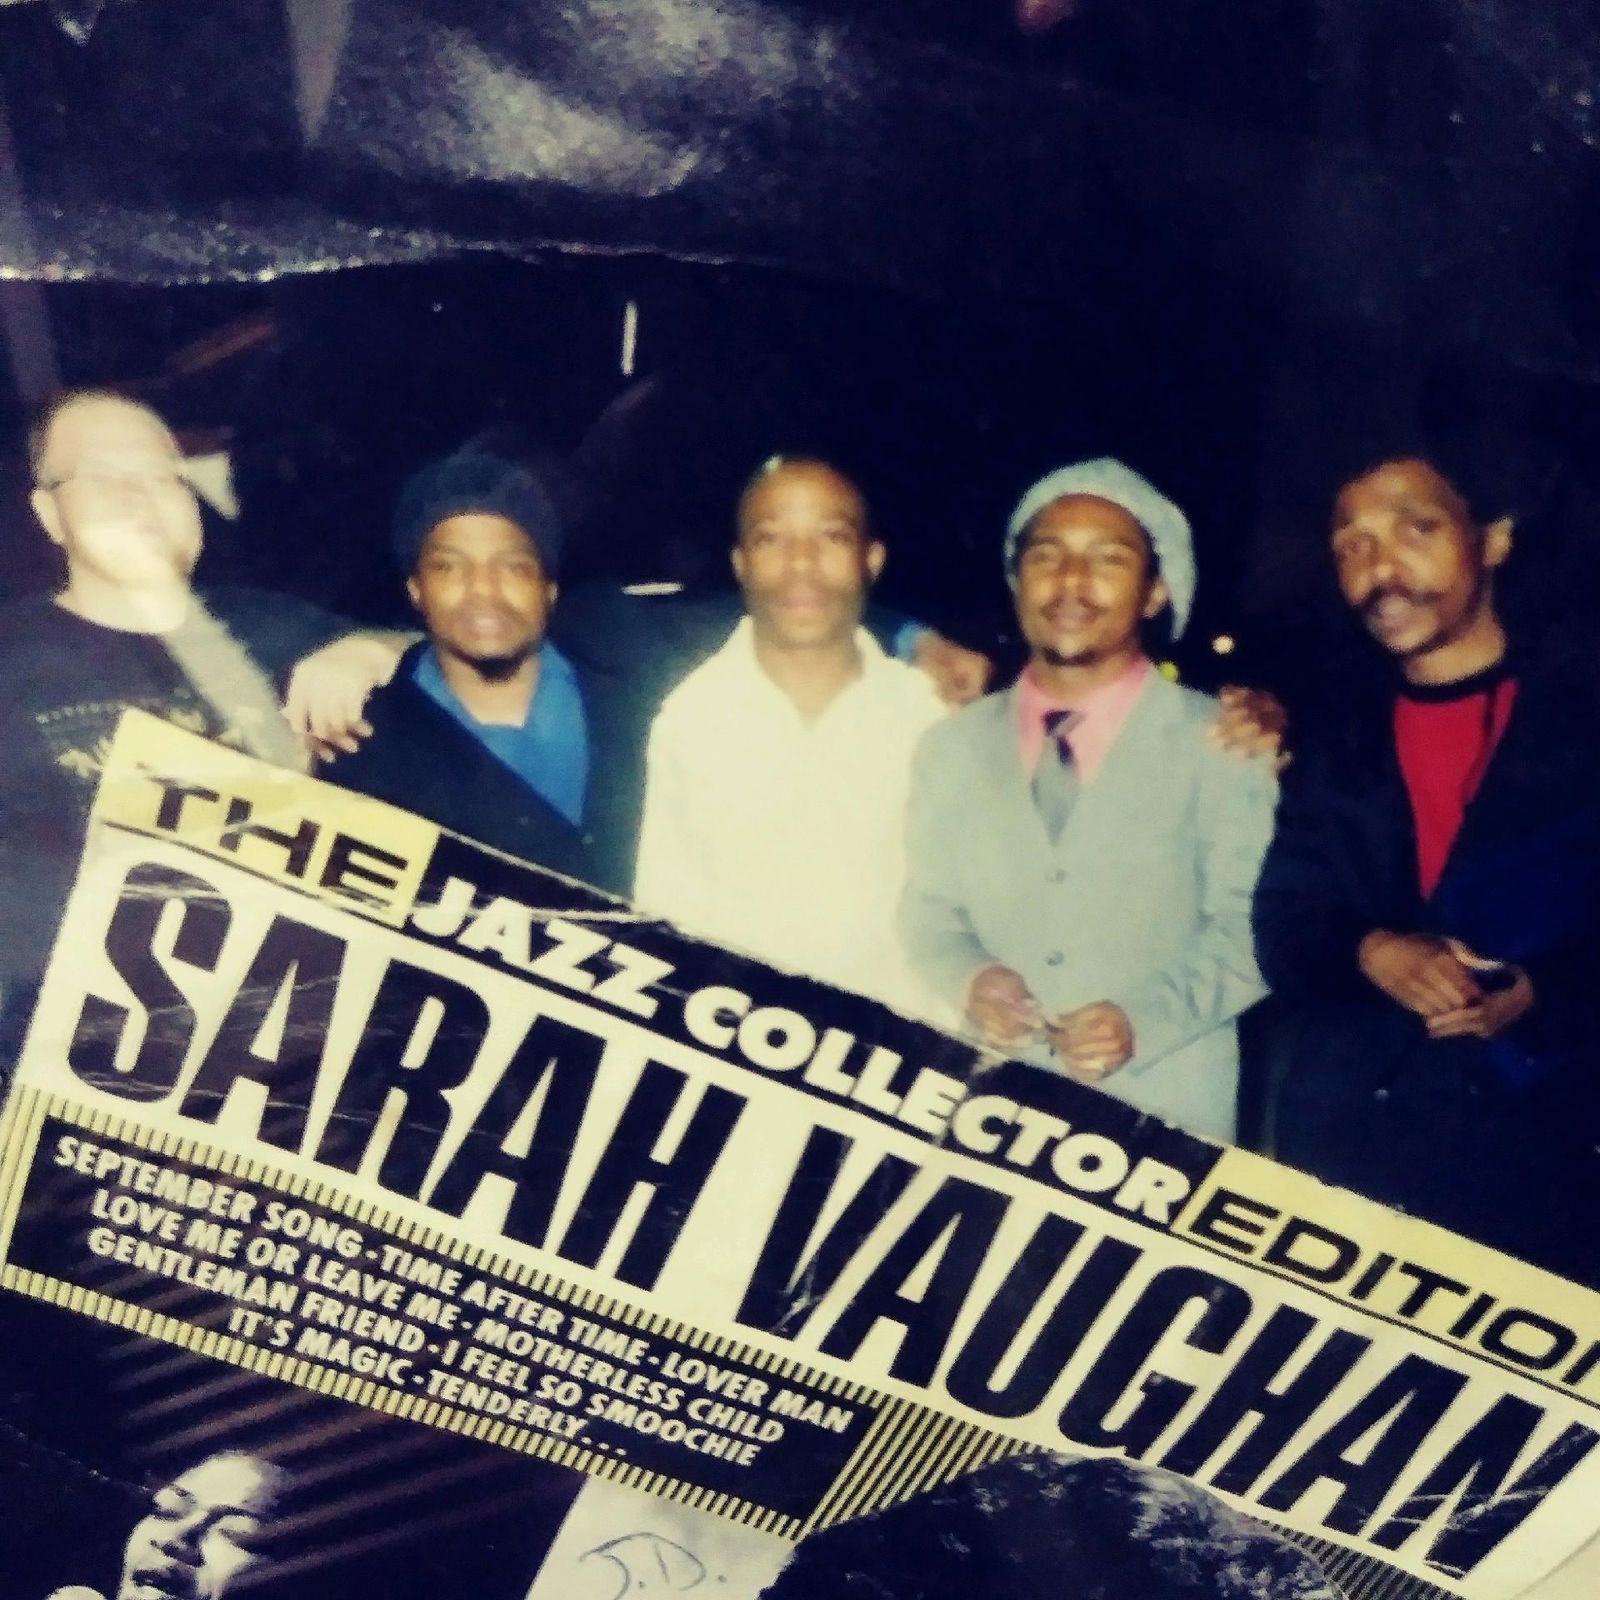 THE JAZZ COLLECTOR EDITION
SARAH VAUGHAN
SEPTEMBER SONG · TIME AFTER TIME · LOVER MAN
LOVE ME OR LEAVE ME · MOTHERLESS CHILD
GENTLEMAN FRIEND · I FEEL SO SMOOCHIE
IT'S MAGIC · TENDERLY...
J.D.